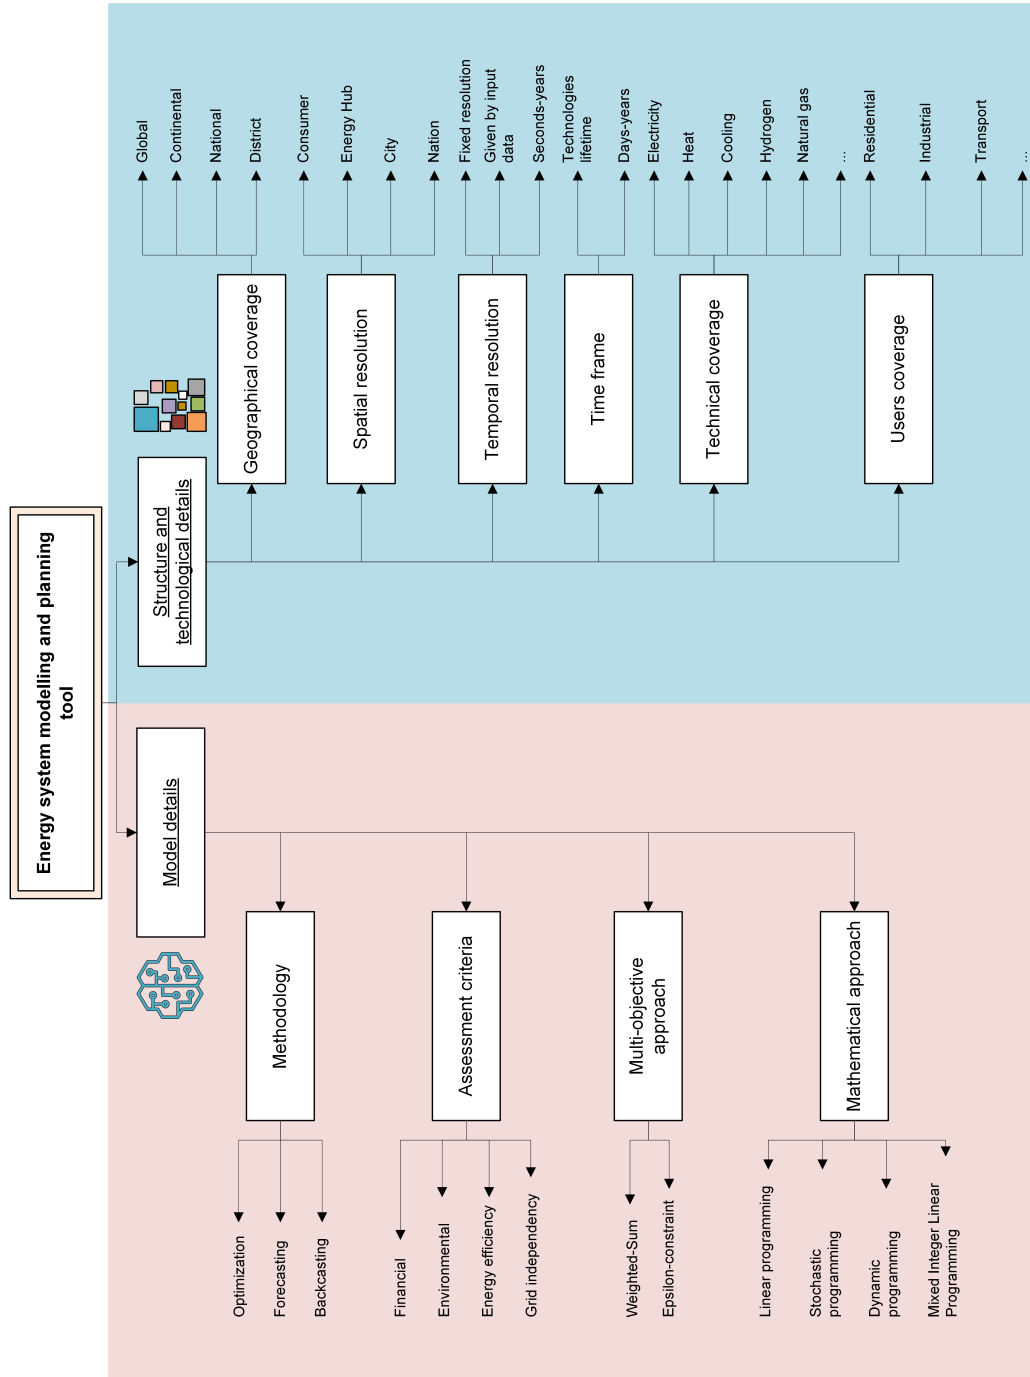 Energy system modelling and planning
tool
Model details
Methodology
Optimization
Forecasting
Backcasting
Assessment criteria
Financial
Environmental
Energy efficiency
Grid independency
Multi-objective
approach
Weighted-Sum
Epsilon-constraint
Mathematical approach
Linear programming
Stochastic
programming
Dynamic
programming
Mixed Integer Linear
Programming
Structure and
technological details
Geographical coverage
Global
Continental
National
District
Spatial resolution
Consumer
Energy Hub
City
Nation
Temporal resolution
Fixed resolution
Given by input
data
Seconds-years
Time frame
Technologies
lifetime
Days-years
Technical coverage
Electricity
Heat
Cooling
Hydrogen
Natural gas
...
Users coverage
Residential
Industrial
Transport
...